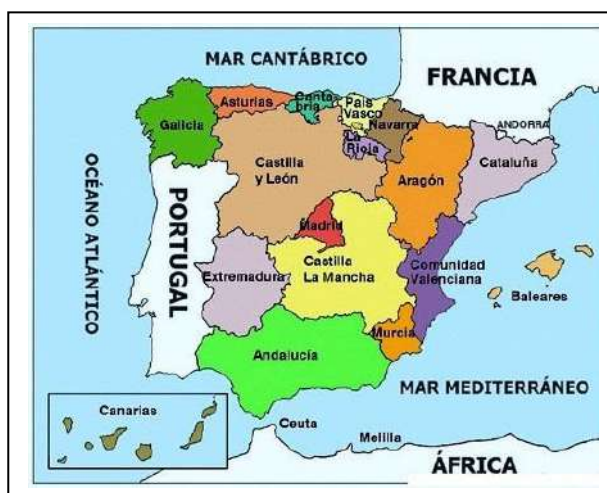 MAR CANTÁBRICO
FRANCIA
Asturias
Canta
bria
País
Vasco
Navarra
ANDORRA
Galicia
La
Rioja
Cataluña
Castilla
y León
Aragón
OCÉANO ATLÁNTICO
PORTUGAL
Madrid
Castilla
La Mancha
Extremadura
Comunidad
Valenciana
Baleares
Murcia
Andalucía
MAR MEDITERRÁNEO
Canarias
Ceuta
Melilla
ÁFRICA